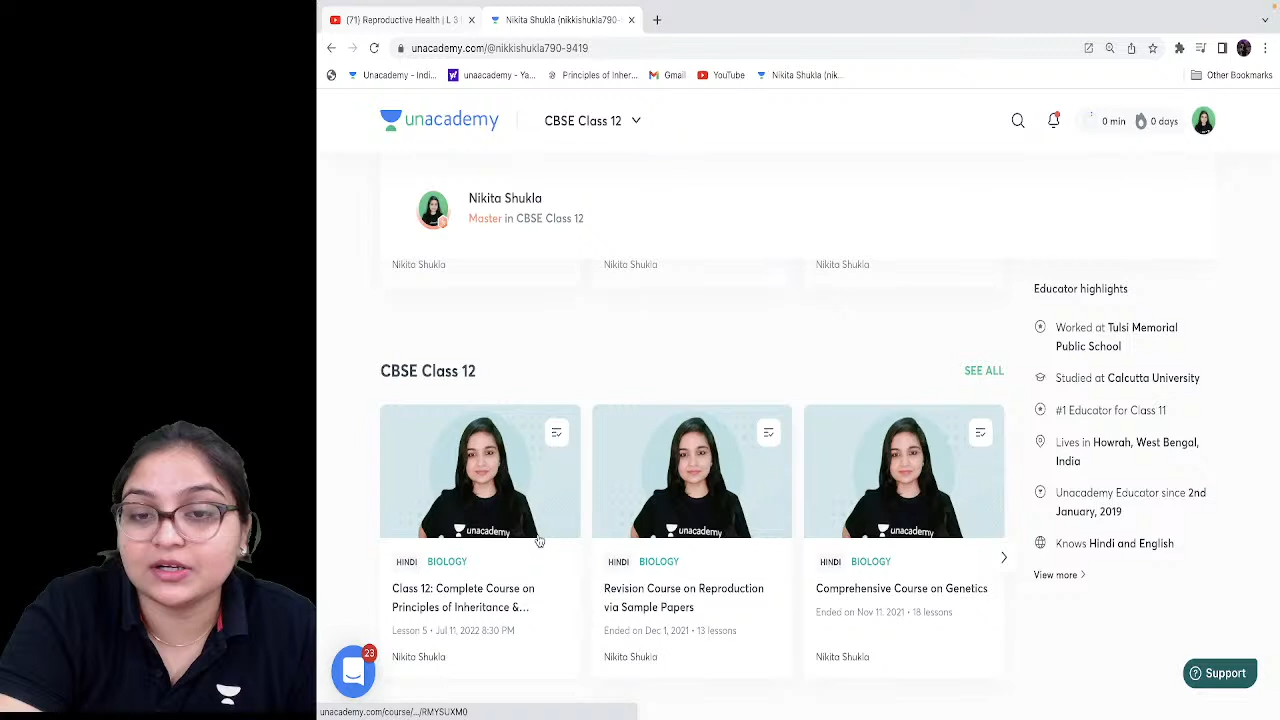 (71) Reproductive Health | L 3
Nikita Shukla (nikkishukla790-
unacademy.com/@nikkishukla790-9419
Unacademy - Indi...
unaacademy - Ya...
Principles of Inher...
Gmail
YouTube
Nikita Shukla (nik...
Other Bookmarks
unacademy
CBSE Class 12
0 min
0 days
Nikita Shukla
Master in CBSE Class 12
Nikita Shukla
Nikita Shukla
Nikita Shukla
Educator highlights
Worked at Tulsi Memorial
Public School
Studied at Calcutta University
#1 Educator for Class 11
Lives in Howrah, West Bengal,
India
Unacademy Educator since 2nd
January, 2019
Knows Hindi and English
View more
CBSE Class 12
SEE ALL
unacademy
unacademy
unacademy
HINDI BIOLOGY
Class 12: Complete Course on
Principles of Inheritance &...
Lesson 5 • Jul 11, 2022 8:30 PM
Nikita Shukla
HINDI BIOLOGY
Revision Course on Reproduction
via Sample Papers
Ended on Dec 1, 2021 • 13 lessons
Nikita Shukla
HINDI BIOLOGY
Comprehensive Course on Genetics
Ended on Nov 11, 2021 • 18 lessons
Nikita Shukla
23
Support
unacademy.com/course/.../RMYSUXM0